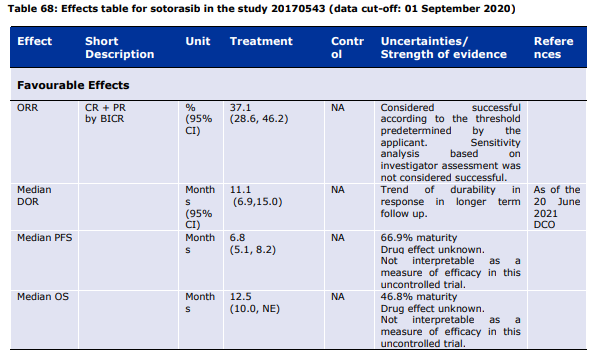 Table 68: Effects table for sotorasib in the study 20170543 (data cut-off: 01 September 2020)
Effect Short Description Unit Treatment Contr ol Uncertainties/ Strength of evidence Refere nces
Favourable Effects
ORR CR + PR 
by BICR
%
(95%
CI)
37.1
(28.6, 46.2)
NA
Considered successful
according to the threshold
predetermined by the
applicant. Sensitivity
analysis based on
investigator assessment was
not considered successful.
Median
DOR
Month
s
(95%
CI)
11.1
(6.9,15.0)
NA
Trend of durability in
response in longer term
follow up.
As of the
20 June
2021
DCO
Median PFS
Month
s
6.8
(5.1, 8.2)
NA
66.9% maturity
Drug effect unknown.
Not interpretable as a
measure of efficacy in this
uncontrolled trial.
Median OS
Month
s
12.5
(10.0, NE)
NA
46.8% maturity
Drug effect unknown.
Not interpretable as a
measure of efficacy in this
uncontrolled trial.